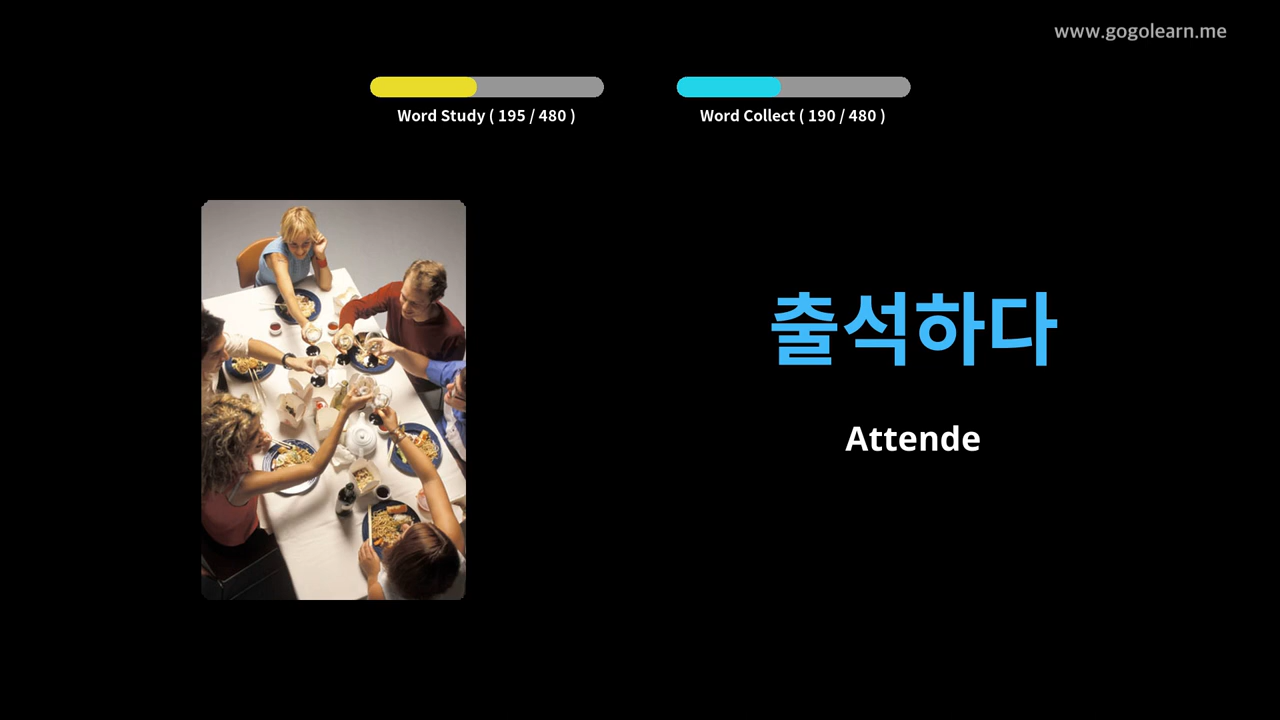 www.gogolearn.me
Word Study ( 195 / 480 )
Word Collect ( 190 / 480 )
출석하다
Attende